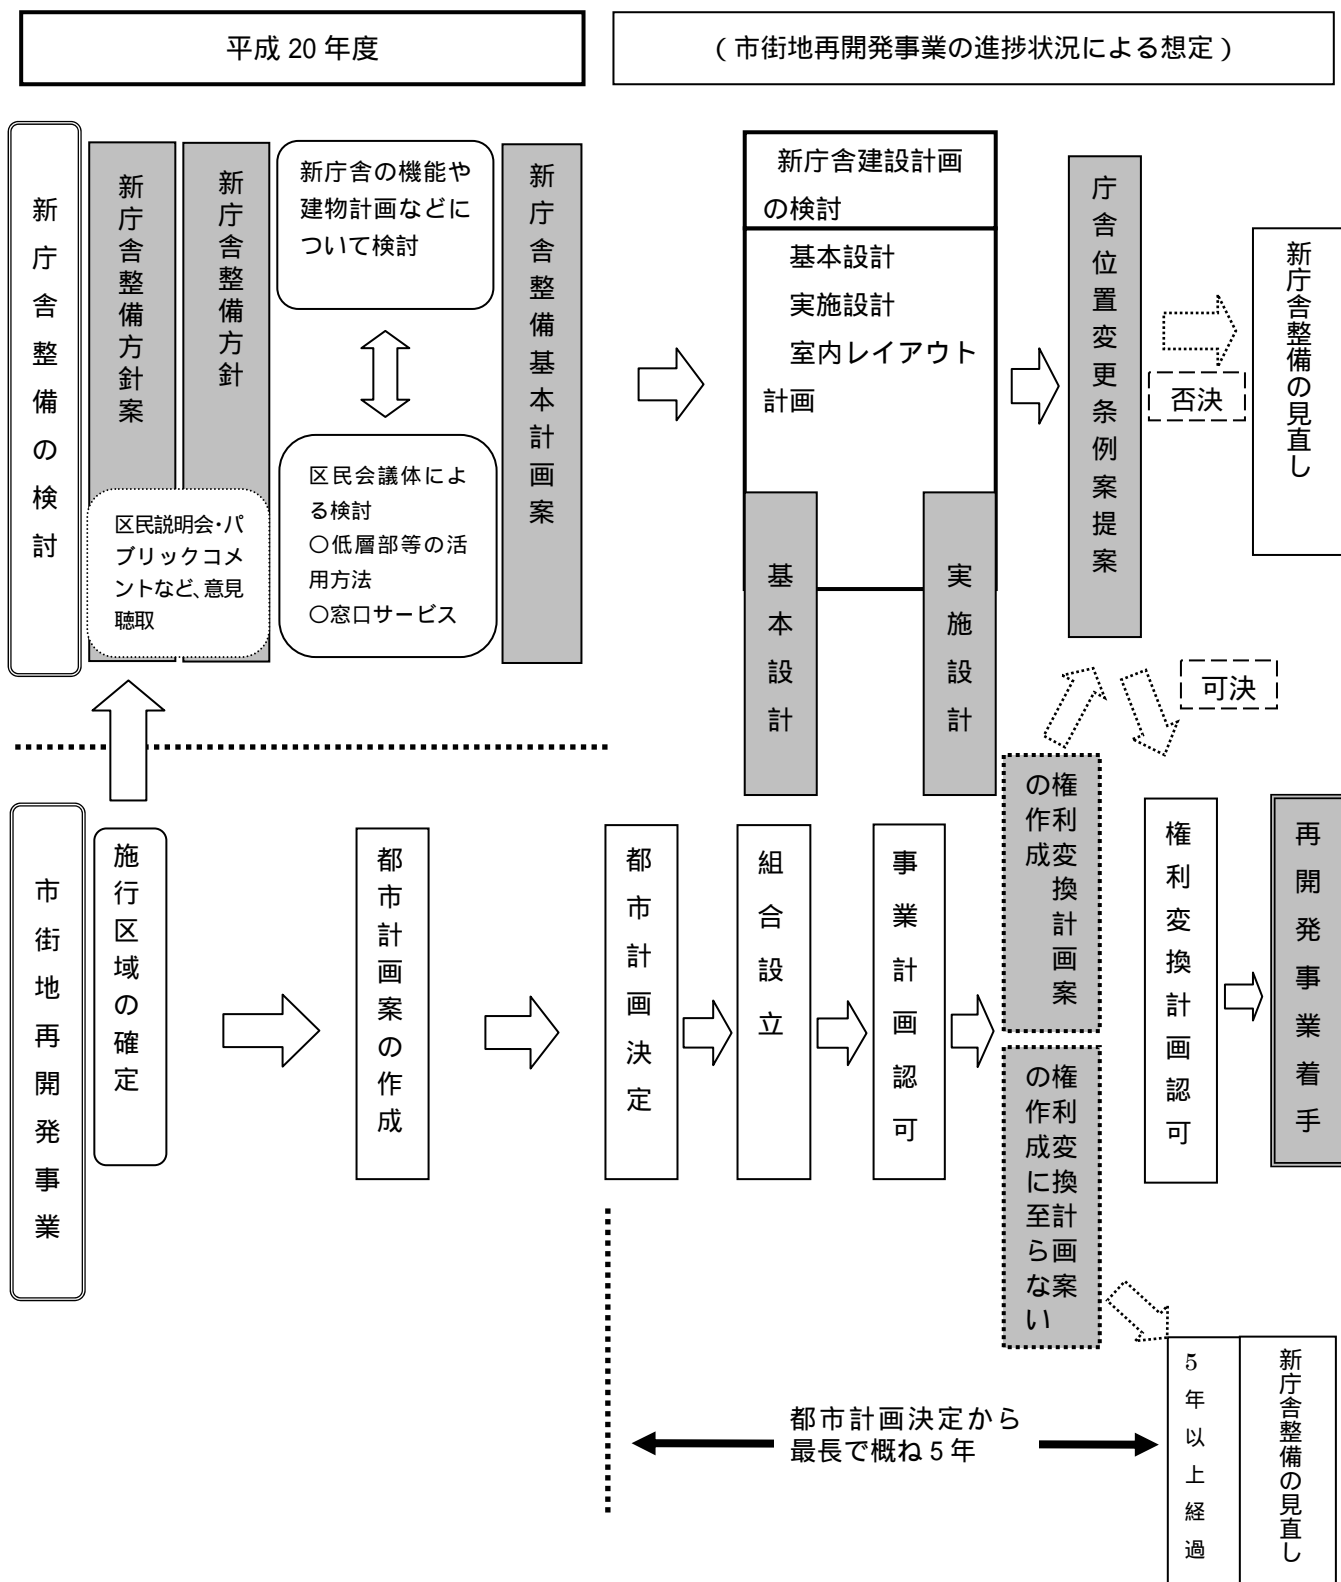 平成 20 年度
（市街地再開発事業の進捗状況による想定）
新庁舎整備の検討
新庁舎整備方針案
新庁舎整備方針
区民説明会・パ
ブリックコメ
ントなど、意見
聴取
新庁舎の機能や
建物計画などに
ついて検討
区民会議体によ
る検討
○低層部等の活
用方法
○窓口サービス
新庁舎整備基本計画案
新庁舎建設計画
の検討
基本設計
実施設計
室内レイアウト
計画
基本設計
実施設計
庁舎位置変更条例案提案
否決
新庁舎整備の見直し
可決
市街地再開発事業
施行区域の確定
都市計画案の作成
都市計画決定
組合設立
事業計画認可
権利変換計画案
の作成
権利変換計画案
の作成に至らない
権利変換計画認可
再開発事業着手
都市計画決定から
最長で概ね 5 年
5年以上経過
新庁舎整備の見直し